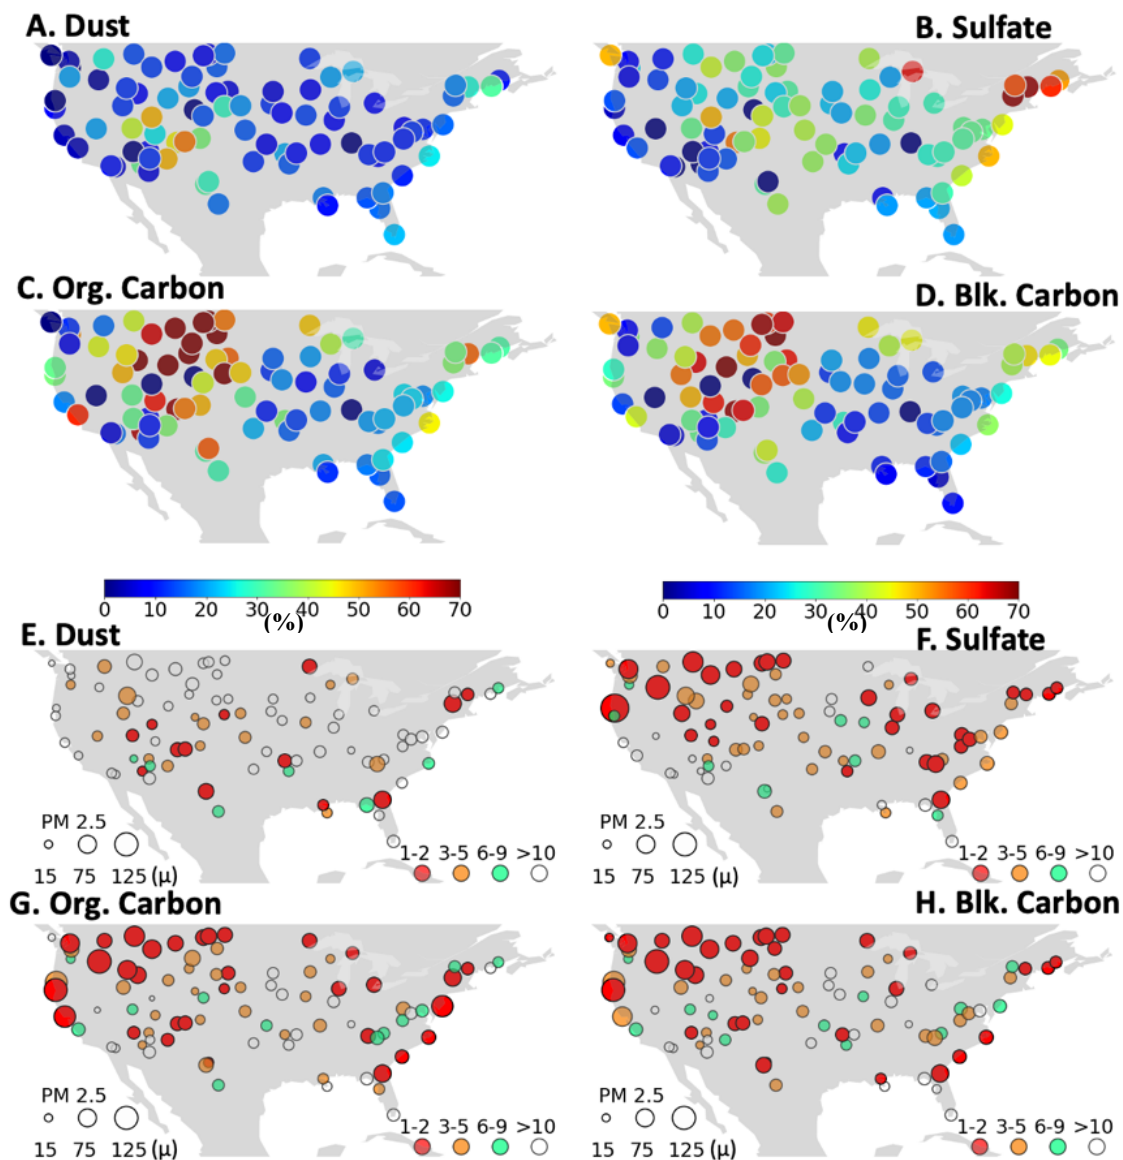 A. Dust
B. Sulfate
C. Org. Carbon
D. Blk. Carbon
0 10 20 30 40 50 60 70
(%)
0 10 20 30 40 50 60 70
(%)
E. Dust
F. Sulfate
PM 2.5
15 75 125 (μ)
1-2 3-5 6-9 >10
PM 2.5
15 75 125 (μ)
1-2 3-5 6-9 >10
G. Org. Carbon
H. Blk. Carbon
PM 2.5
15 75 125 (μ)
1-2 3-5 6-9 >10
PM 2.5
15 75 125 (μ)
1-2 3-5 6-9 >10